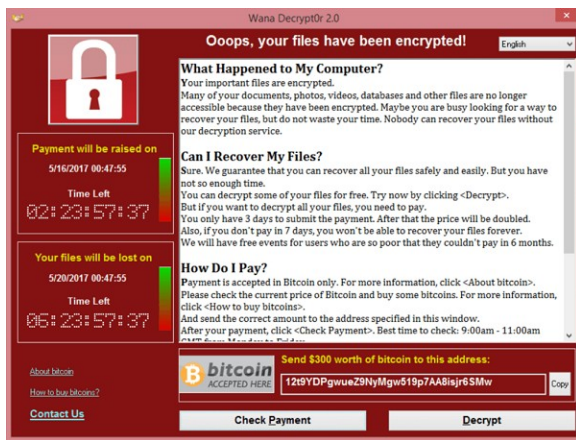 Wana Decrypt0r 2.0
Ooops, your files have been encrypted!
English
What Happened to My Computer?
Your important files are encrypted.
Many of your documents, photos, videos, databases and other files are no longer
accessible because they have been encrypted. Maybe you are busy looking for a way to
recover your files, but do not waste your time. Nobody can recover your files without
our decryption service.
Can I Recover My Files?
Sure. We guarantee that you can recover all your files safely and easily. But you have
not so enough time.
You can decrypt some of your files for free. Try now by clicking <Decrypt>.
But if you want to decrypt all your files, you need to pay.
You only have 3 days to submit the payment. After that the price will be doubled.
Also, if you don't pay in 7 days, you won't be able to recover your files forever.
We will have free events for users who are so poor that they couldn't pay in 6 months.
How Do I Pay?
Payment is accepted in Bitcoin only. For more information, click <About bitcoin>.
Please check the current price of Bitcoin and buy some bitcoins. For more information,
click <How to buy bitcoins>.
And send the correct amount to the address specified in this window.
After your payment, click <Check Payment>. Best time to check: 9:00am - 11:00am
GMT from Monday to Friday.
Payment will be raised on
5/16/2017 00:47:55
Time Left
02:23:57:37
Your files will be lost on
5/20/2017 00:47:55
Time Left
06:23:57:37
About bitcoin
How to buy bitcoins?
Contact Us
bitcoin
ACCEPTED HERE
Send $300 worth of bitcoin to this address:
12t9YDPgwueZ9NyMgw519p7AA8isjr6SMw
Copy
Check Payment
Decrypt